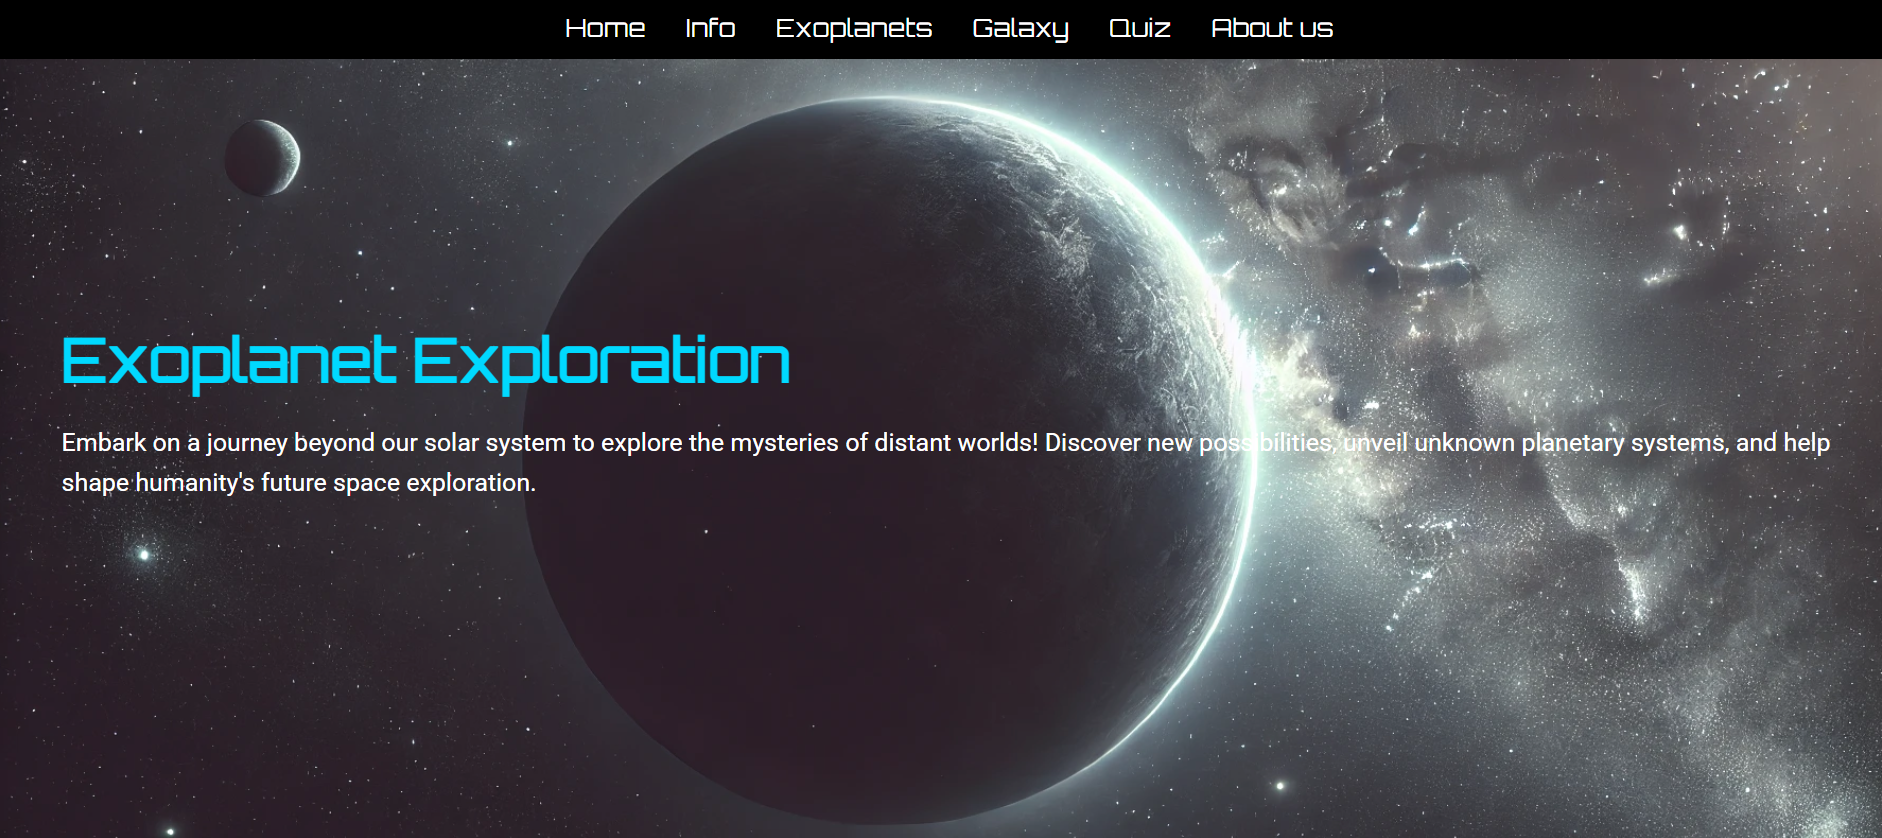 Home Info Exoplanets Galaxy Quiz About us
Exoplanet Exploration
Embark on a journey beyond our solar system to explore the mysteries of distant worlds! Discover new possibilities, unveil unknown planetary systems, and help
shape humanity's future space exploration.